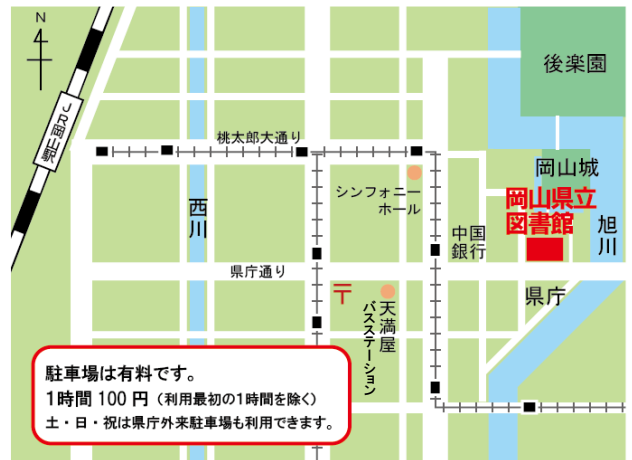 N
後楽園
JR岡山駅
桃太郎大通り
岡山城
シンフォニー
ホール
岡山県立
図書館
西川
中国
銀行
旭川
県庁通り
〒
天満屋
バスステーション
県庁
駐車場は有料です。
1時間 100 円（利用最初の1時間を除く）
土・日・祝は県庁外来駐車場も利用できます。